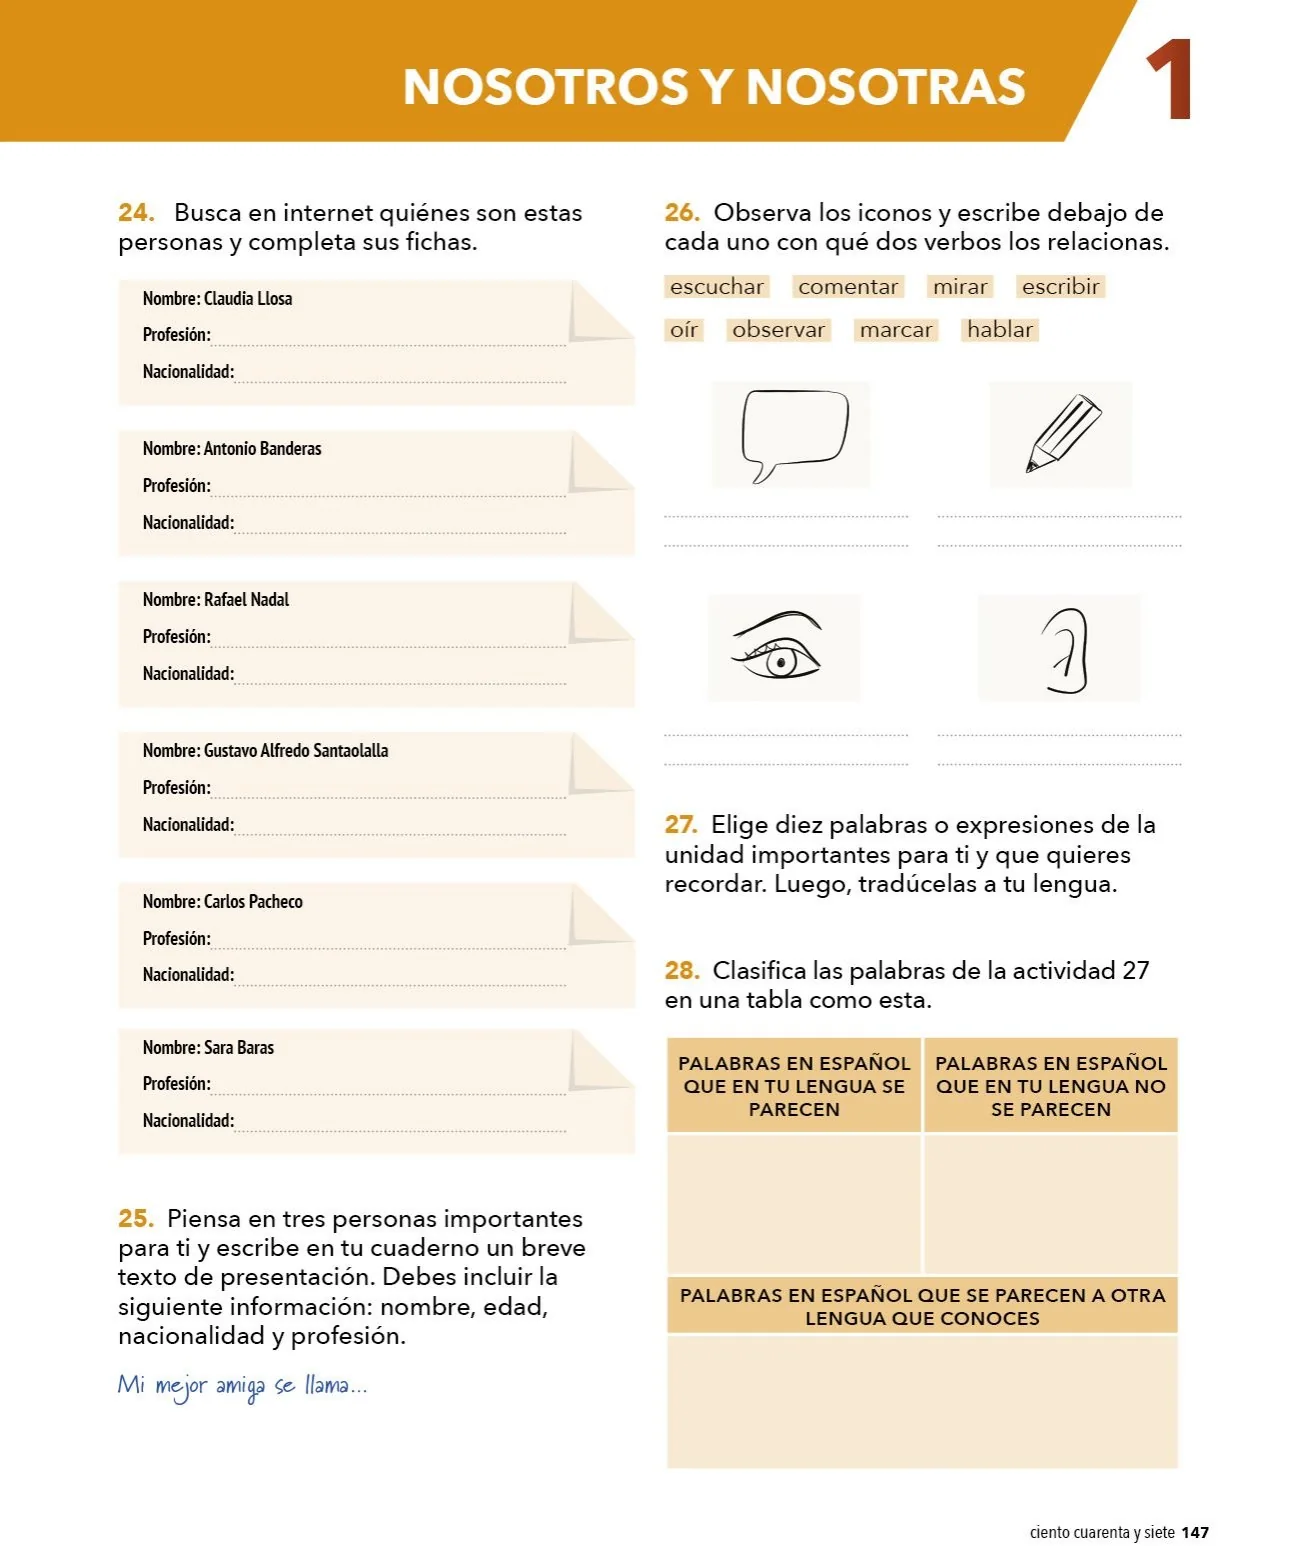 NOSOTROS Y NOSOTRAS
1
24. Busca en internet quiénes son estas
personas y completa sus fichas.
Nombre: Claudia Llosa
Profesión:
Nacionalidad:
Nombre: Antonio Banderas
Profesión:
Nacionalidad:
Nombre: Rafael Nadal
Profesión:
Nacionalidad:
Nombre: Gustavo Alfredo Santaolalla
Profesión:
Nacionalidad:
Nombre: Carlos Pacheco
Profesión:
Nacionalidad:
Nombre: Sara Baras
Profesión:
Nacionalidad:
25. Piensa en tres personas importantes
para ti y escribe en tu cuaderno un breve
texto de presentación. Debes incluir la
siguiente información: nombre, edad,
nacionalidad y profesión.
Mi mejor amiga se llama...
26. Observa los iconos y escribe debajo de
cada uno con qué dos verbos los relacionas.
escuchar comentar mirar escribir
oír observar marcar hablar
27. Elige diez palabras o expresiones de la
unidad importantes para ti y que quieres
recordar. Luego, tradúcelas a tu lengua.
28. Clasifica las palabras de la actividad 27
en una tabla como esta.
PALABRAS EN ESPAÑOL
QUE EN TU LENGUA SE
PARECEN
PALABRAS EN ESPAÑOL
QUE EN TU LENGUA NO
SE PARECEN
PALABRAS EN ESPAÑOL QUE SE PARECEN A OTRA
LENGUA QUE CONOCES
ciento cuarenta y siete 147